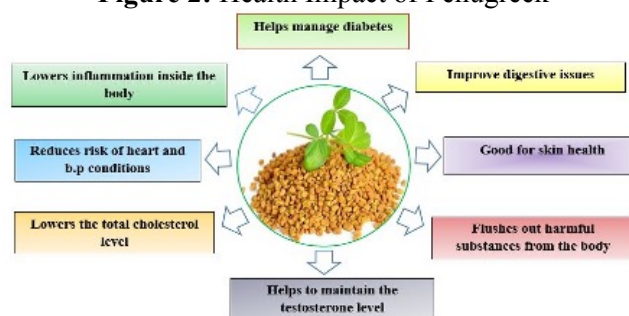 Figure 2: Health Impact of Fenugreek
Helps manage diabetes
Lowers inflammation inside the
body
Improve digestive issues
Reduces risk of heart and
b.p conditions
Good for skin health
Lowers the total cholesterol
level
Flushes out harmful
substances from the body
Helps to maintain the
testosterone level